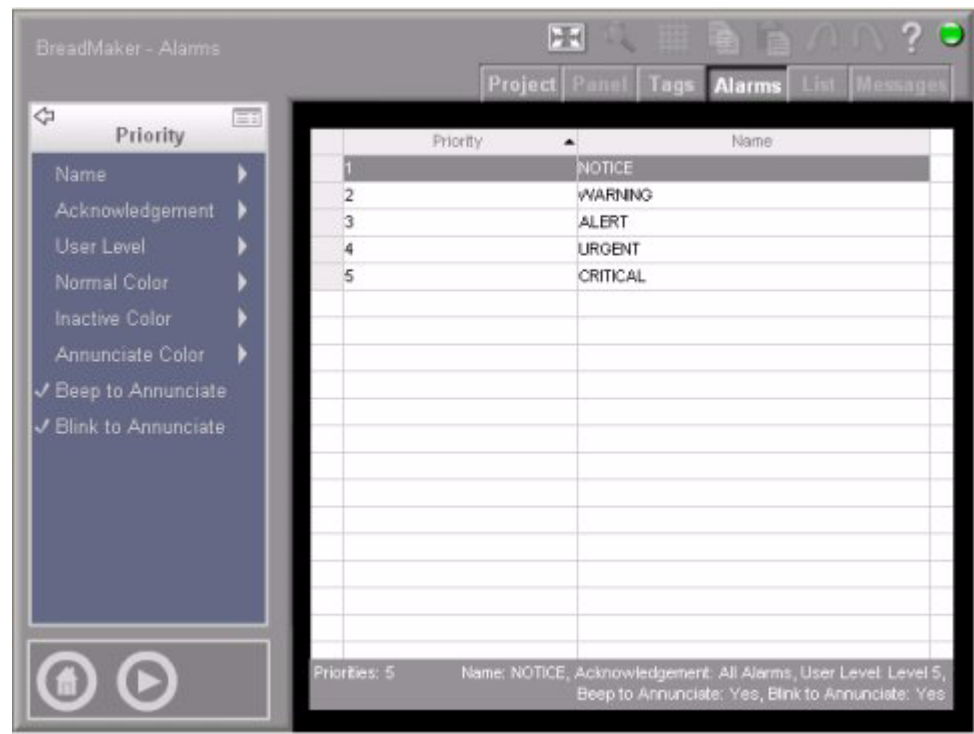 BreadMaker - Alarms
?
Project Panel Tags Alarms List Messages
Priority
Name
Acknowledgement
User Level
Normal Color
Inactive Color
Annunciate Color
Beep to Annunciate
Blink to Annunciate
Priority Name
1 NOTICE
2 WARNING
3 ALERT
4 URGENT
5 CRITICAL
Priorities: 5 Name: NOTICE, Acknowledgement: All Alarms, User Level: Level 5,
Beep to Annunciate: Yes, Blink to Annunciate: Yes